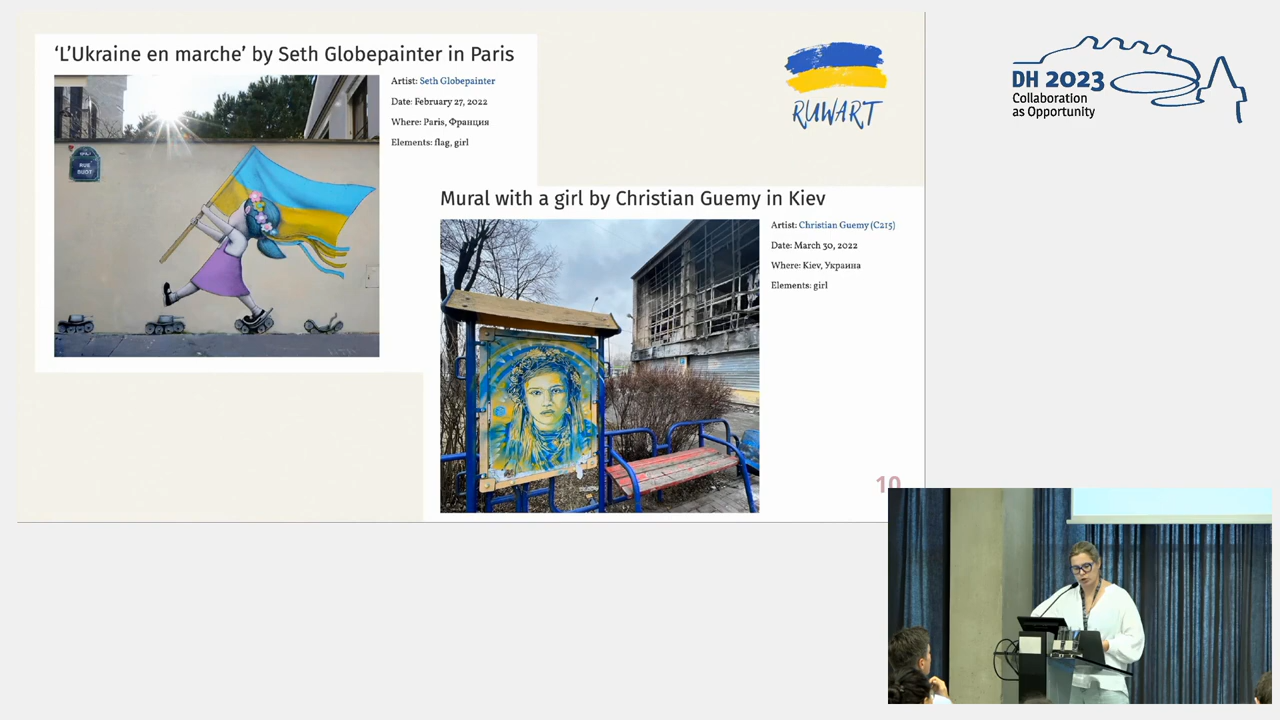 ‘L’Ukraine en marche’ by Seth Globepainter in Paris
Artist: Seth Globepainter
Date: February 27, 2022
Where: Paris, Франция
Elements: flag, girl
RUE
BUOT
RUWART
Mural with a girl by Christian Guemy in Kiev
Artist: Christian Guemy (C215)
Date: March 30, 2022
Where: Kiev, Украина
Elements: girl
10
DH 2023
Collaboration
as Opportunity